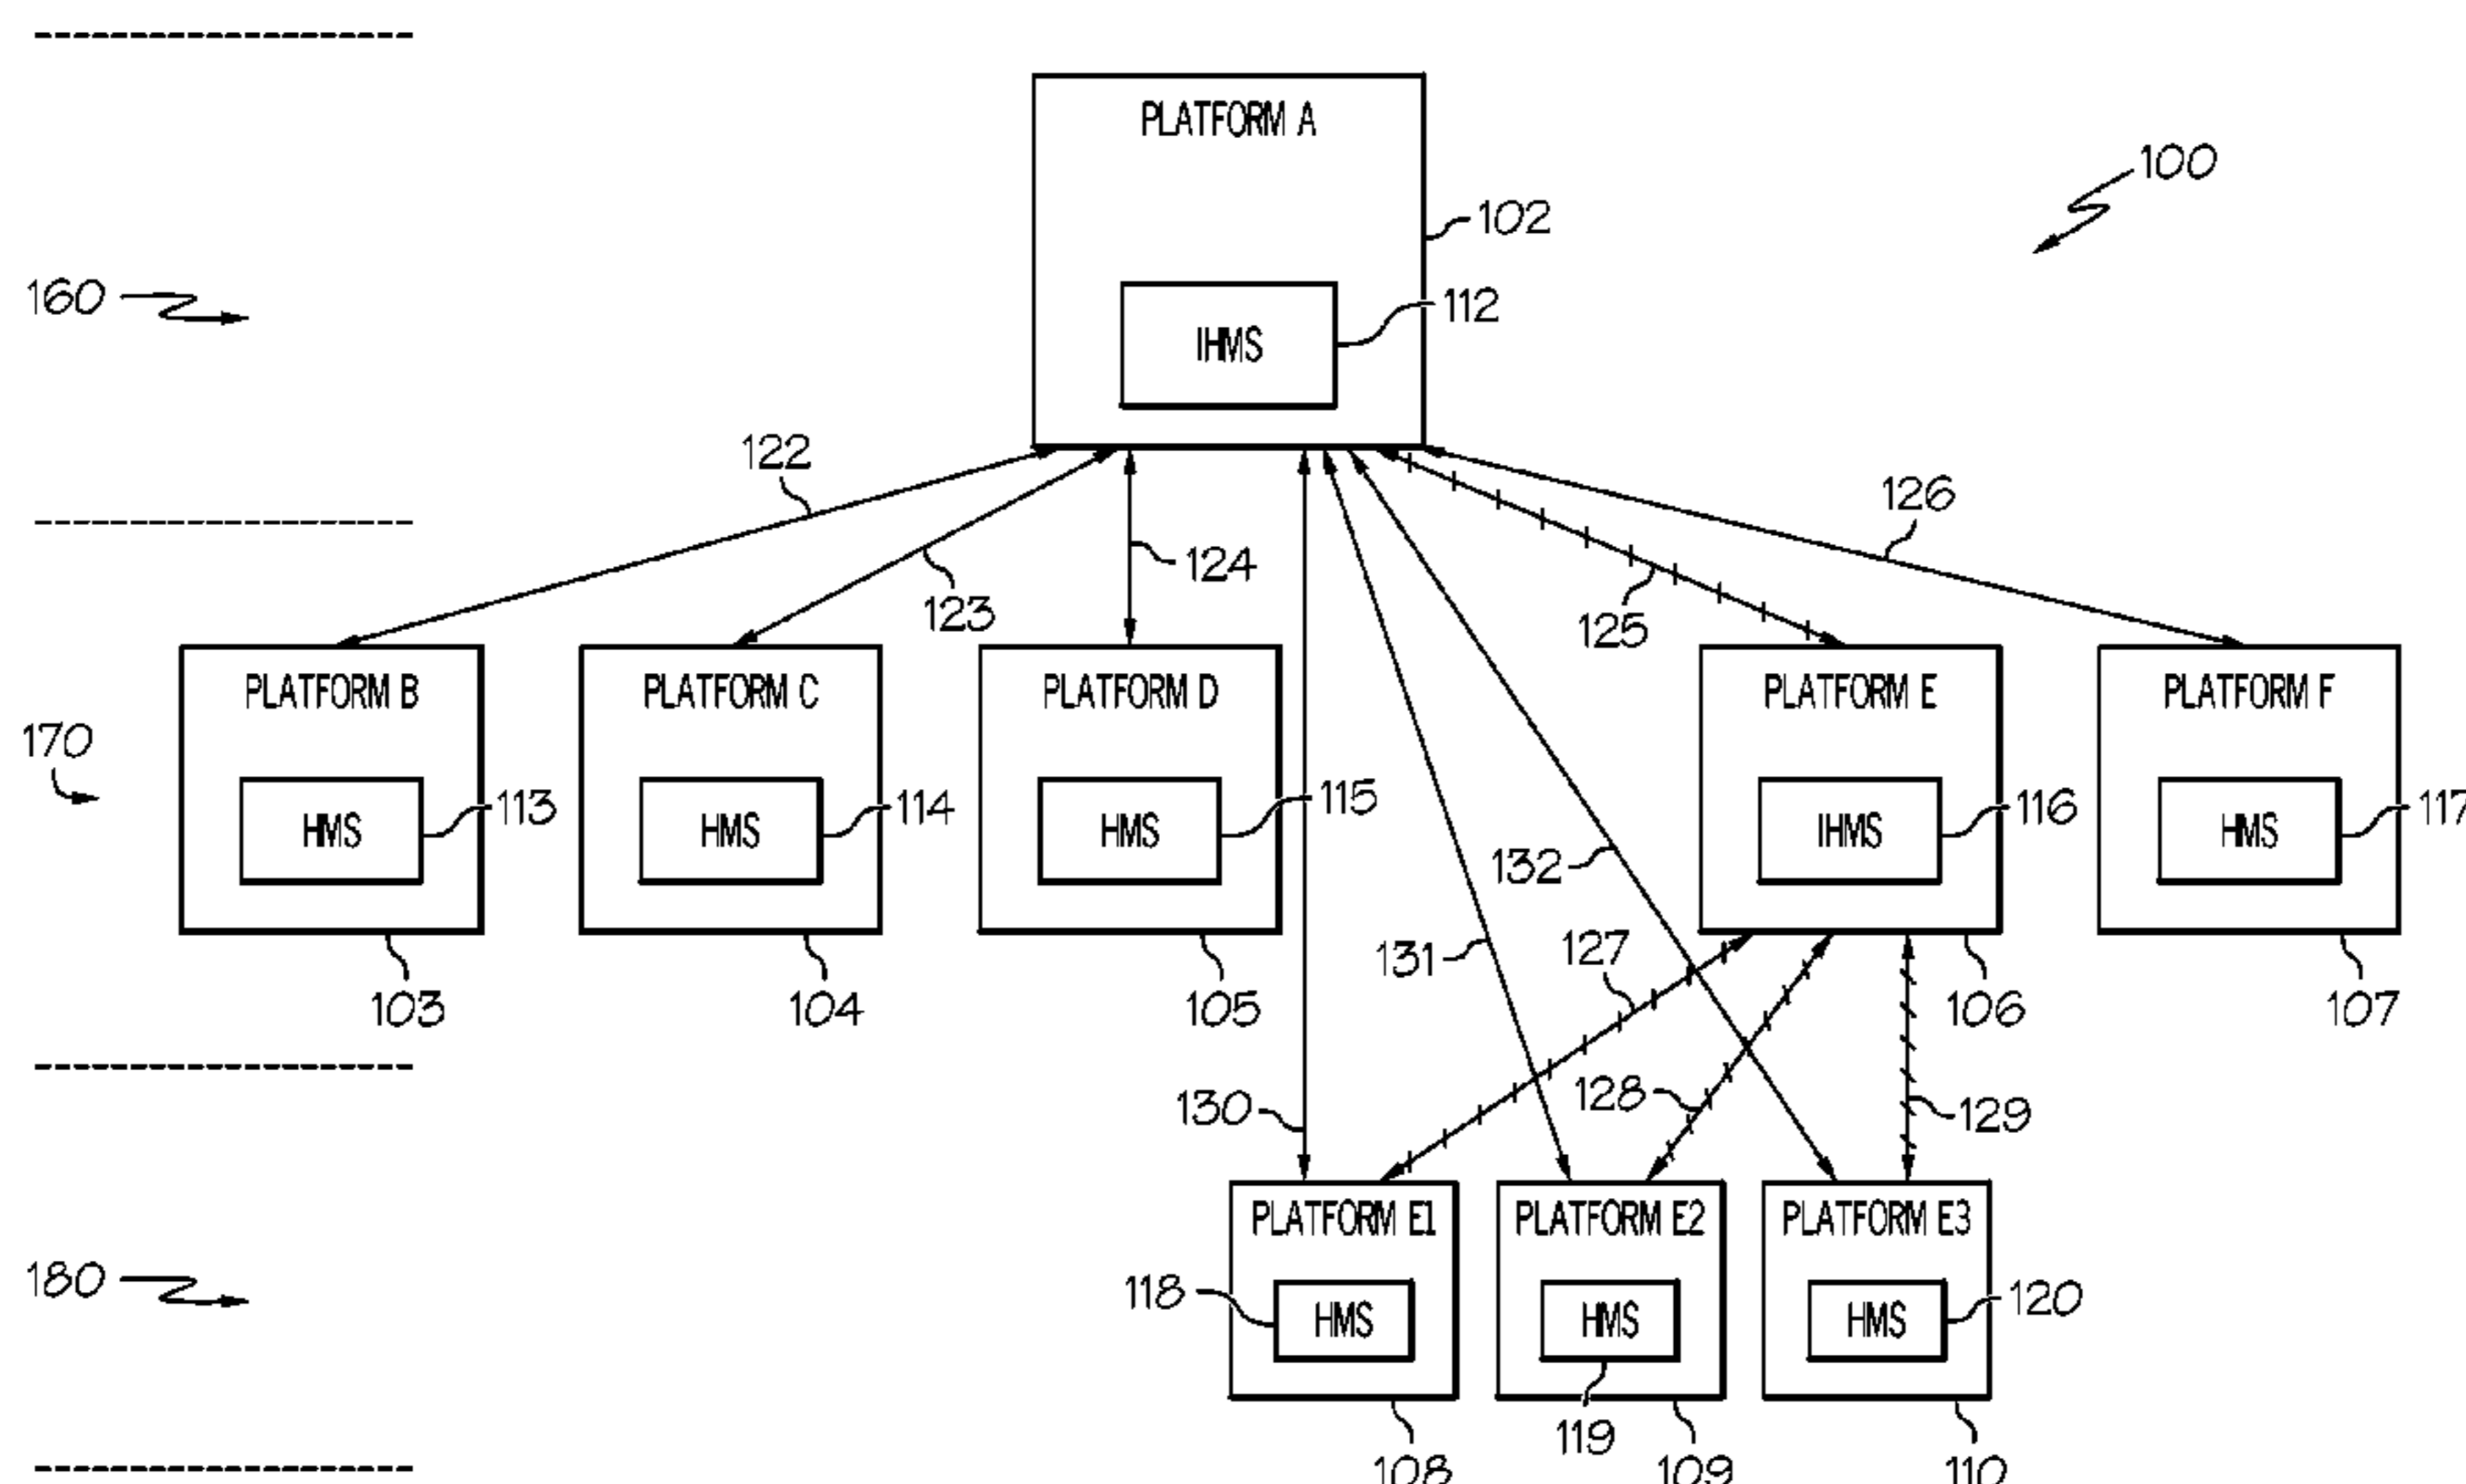 PLATFORM A
100
102
160
112
IHMS
122
126
124
123
125
PLATFORM B
PLATFORM C
PLATFORM D
PLATFORM E
PLATFORM F
170
113
114
115
116
117
HMS
HMS
HMS
IHMS
HMS
132
131
127
103
104
105
106
107
128
130
129
PLATFORM E1
PLATFORM E2
PLATFORM E3
180
118
120
HMS
HMS
HMS
119
108
109
110